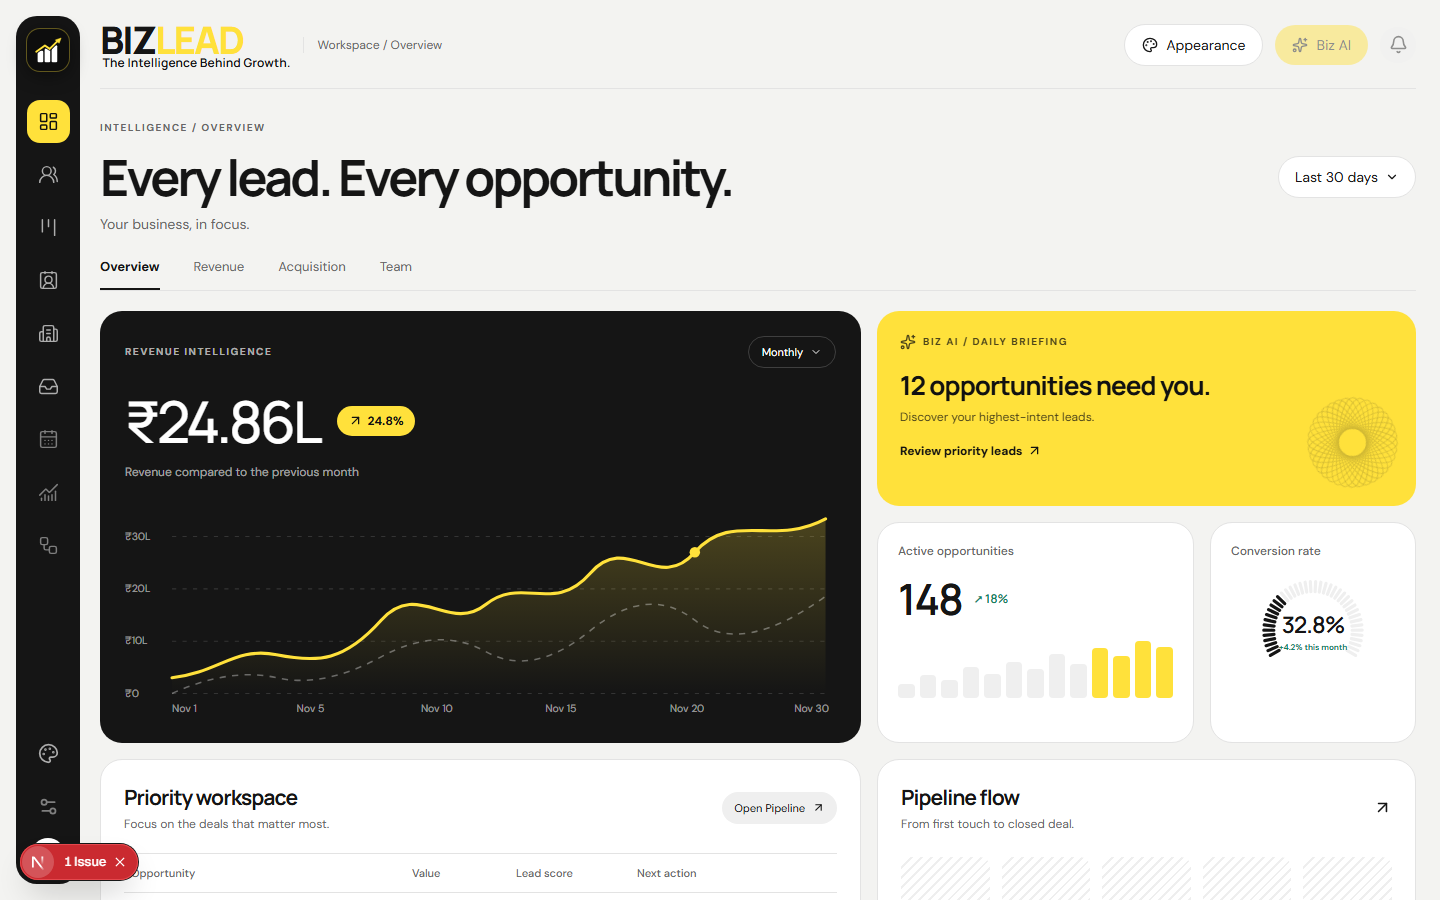 BIZLEAD
The Intelligence Behind Growth.
Workspace / Overview
Appearance
Biz AI
INTELLIGENCE / OVERVIEW
Every lead. Every opportunity.
Last 30 days
Your business, in focus.
Overview
Revenue
Acquisition
Team
REVENUE INTELLIGENCE
Monthly
₹24.86L
24.8%
Revenue compared to the previous month
₹30L
₹20L
₹10L
₹0
Nov 1
Nov 5
Nov 10
Nov 15
Nov 20
Nov 30
BIZ AI / DAILY BRIEFING
12 opportunities need you.
Discover your highest-intent leads.
Review priority leads
Active opportunities
148
↗ 18%
Conversion rate
32.8%
+4.2% this month
Priority workspace
Focus on the deals that matter most.
Open Pipeline
Opportunity
Value
Lead score
Next action
Pipeline flow
From first touch to closed deal.
N
1 Issue